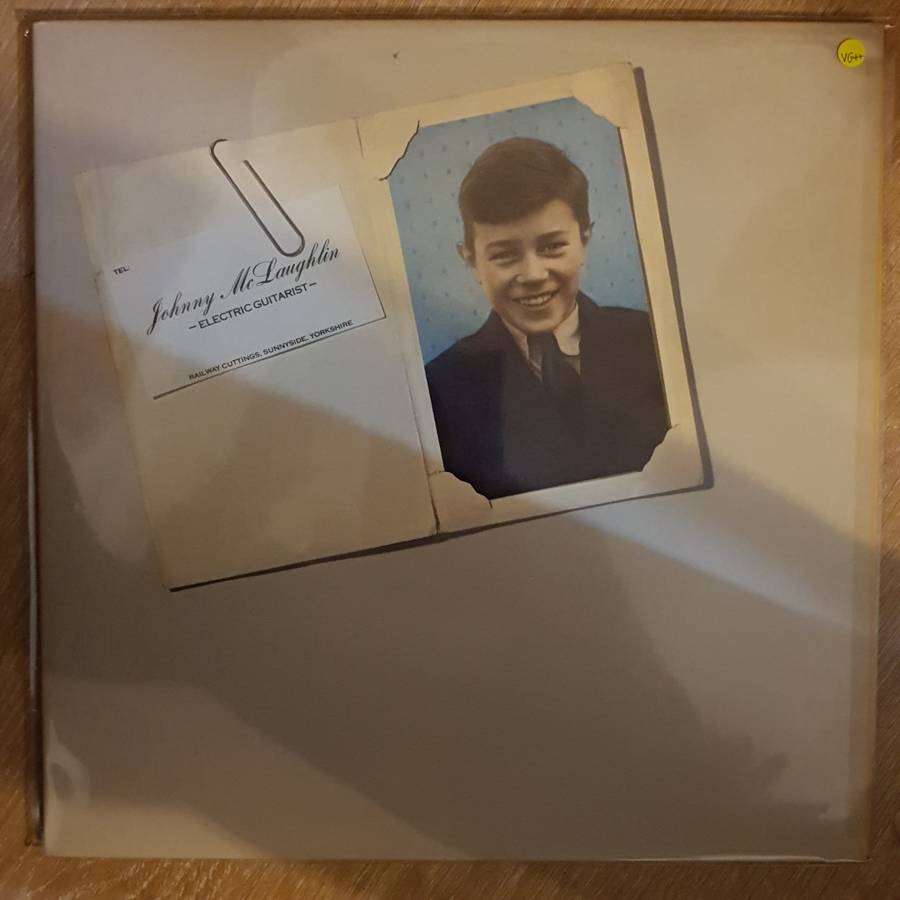 VG++
TEL:
Johnny McLaughlin
–ELECTRIC GUITARIST–
RAILWAY CUTTINGS, SUNNYSIDE, YORKSHIRE